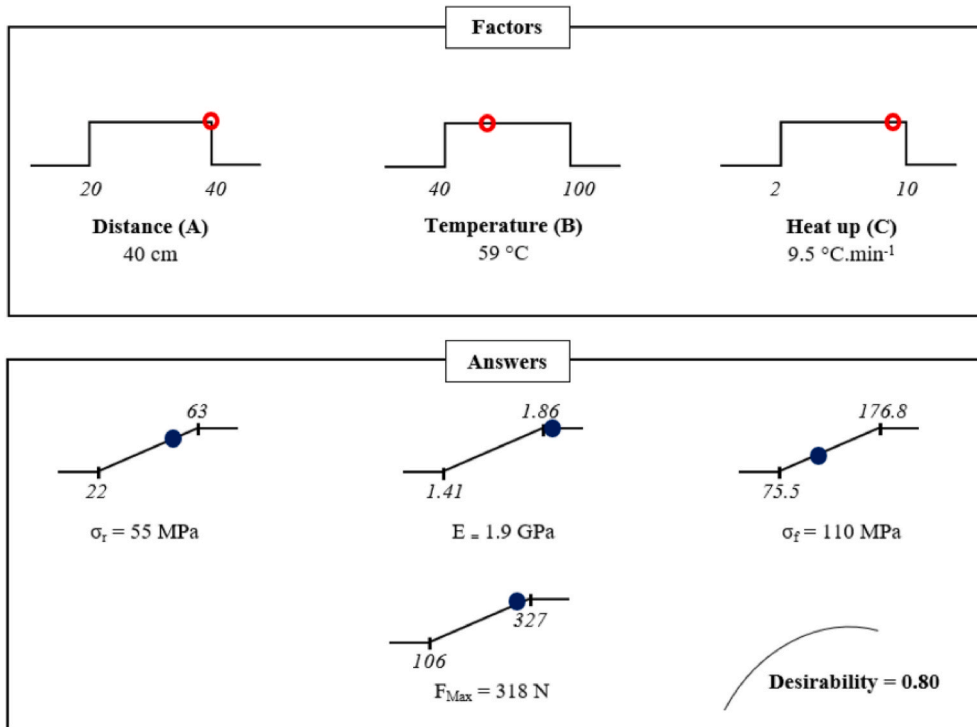 Factors
20
40
40
100
2
10
Distance (A)
Temperature (B)
Heat up (C)
40 cm
59 °C
9.5 °C.min⁻¹
Answers
63
1.86
176.8
22
1.41
75.5
σr = 55 MPa
E = 1.9 GPa
σf = 110 MPa
327
106
FMax = 318 N
Desirability = 0.80